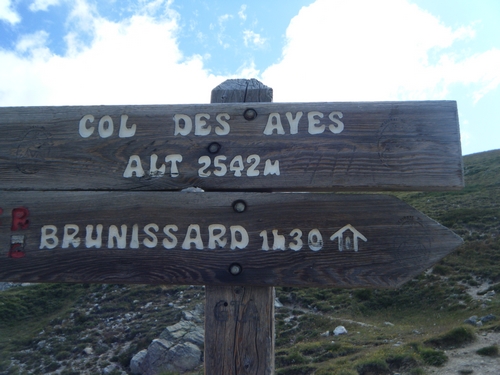 COL DES AYES
ALT 2542M
BRUNISSARD 1h30